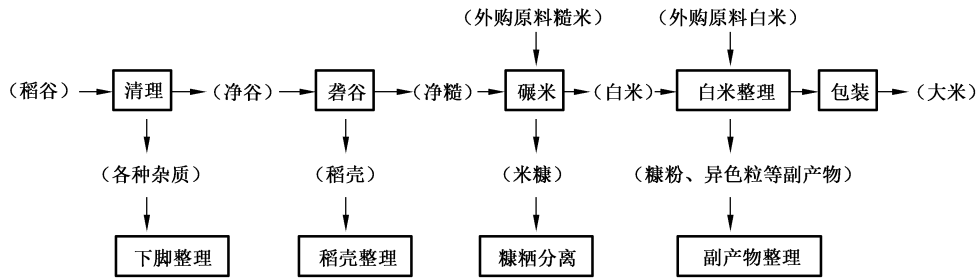 （外购原料糙米） （外购原料白米）
（稻谷） 清理 （净谷） 砻谷 （净糙） 碾米 （白米） 白米整理 包装 （大米）
（各种杂质） （稻壳） （米糠） （糠粉、异色粒等副产物）
下脚整理 稻壳整理 糠粞分离 副产物整理